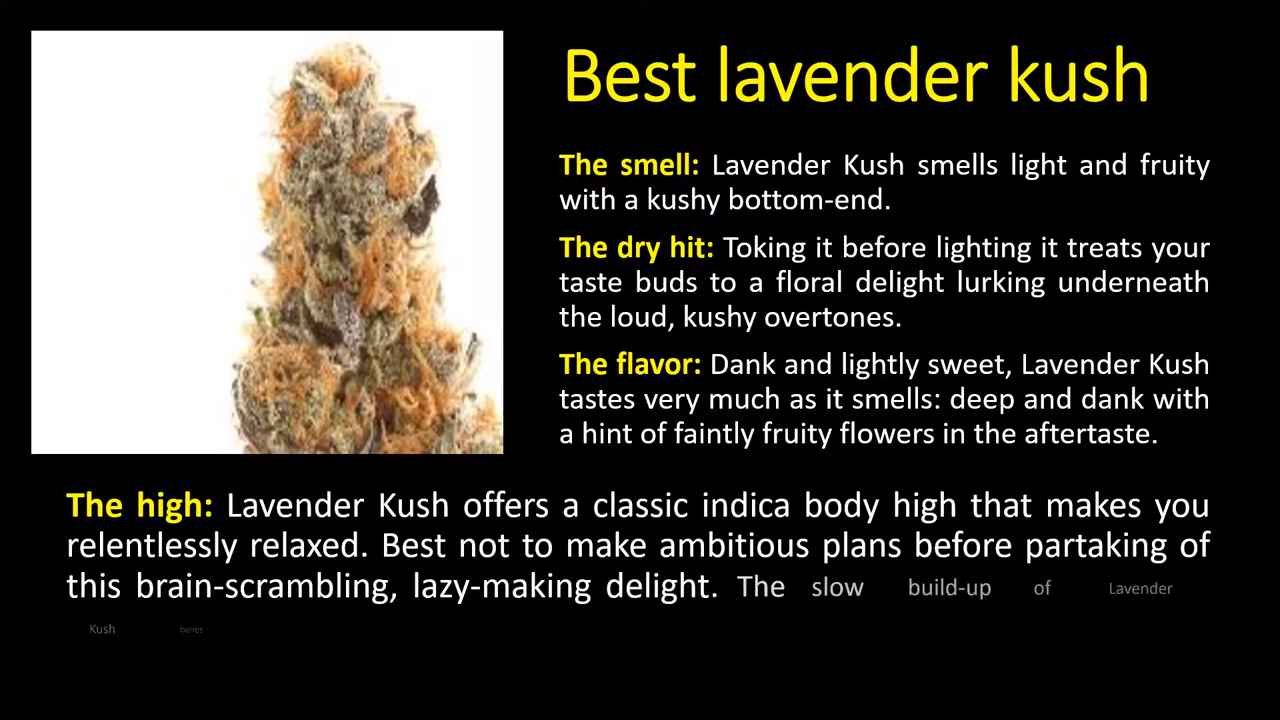 Best lavender kush
The smell: Lavender Kush smells light and fruity
with a kushy bottom-end.
The dry hit: Toking it before lighting it treats your
taste buds to a floral delight lurking underneath
the loud, kushy overtones.
The flavor: Dank and lightly sweet, Lavender Kush
tastes very much as it smells: deep and dank with
a hint of faintly fruity flowers in the aftertaste.
The high: Lavender Kush offers a classic indica body high that makes you
relentlessly relaxed. Best not to make ambitious plans before partaking of
this brain-scrambling, lazy-making delight. The slow build-up of Lavender
Kush belies